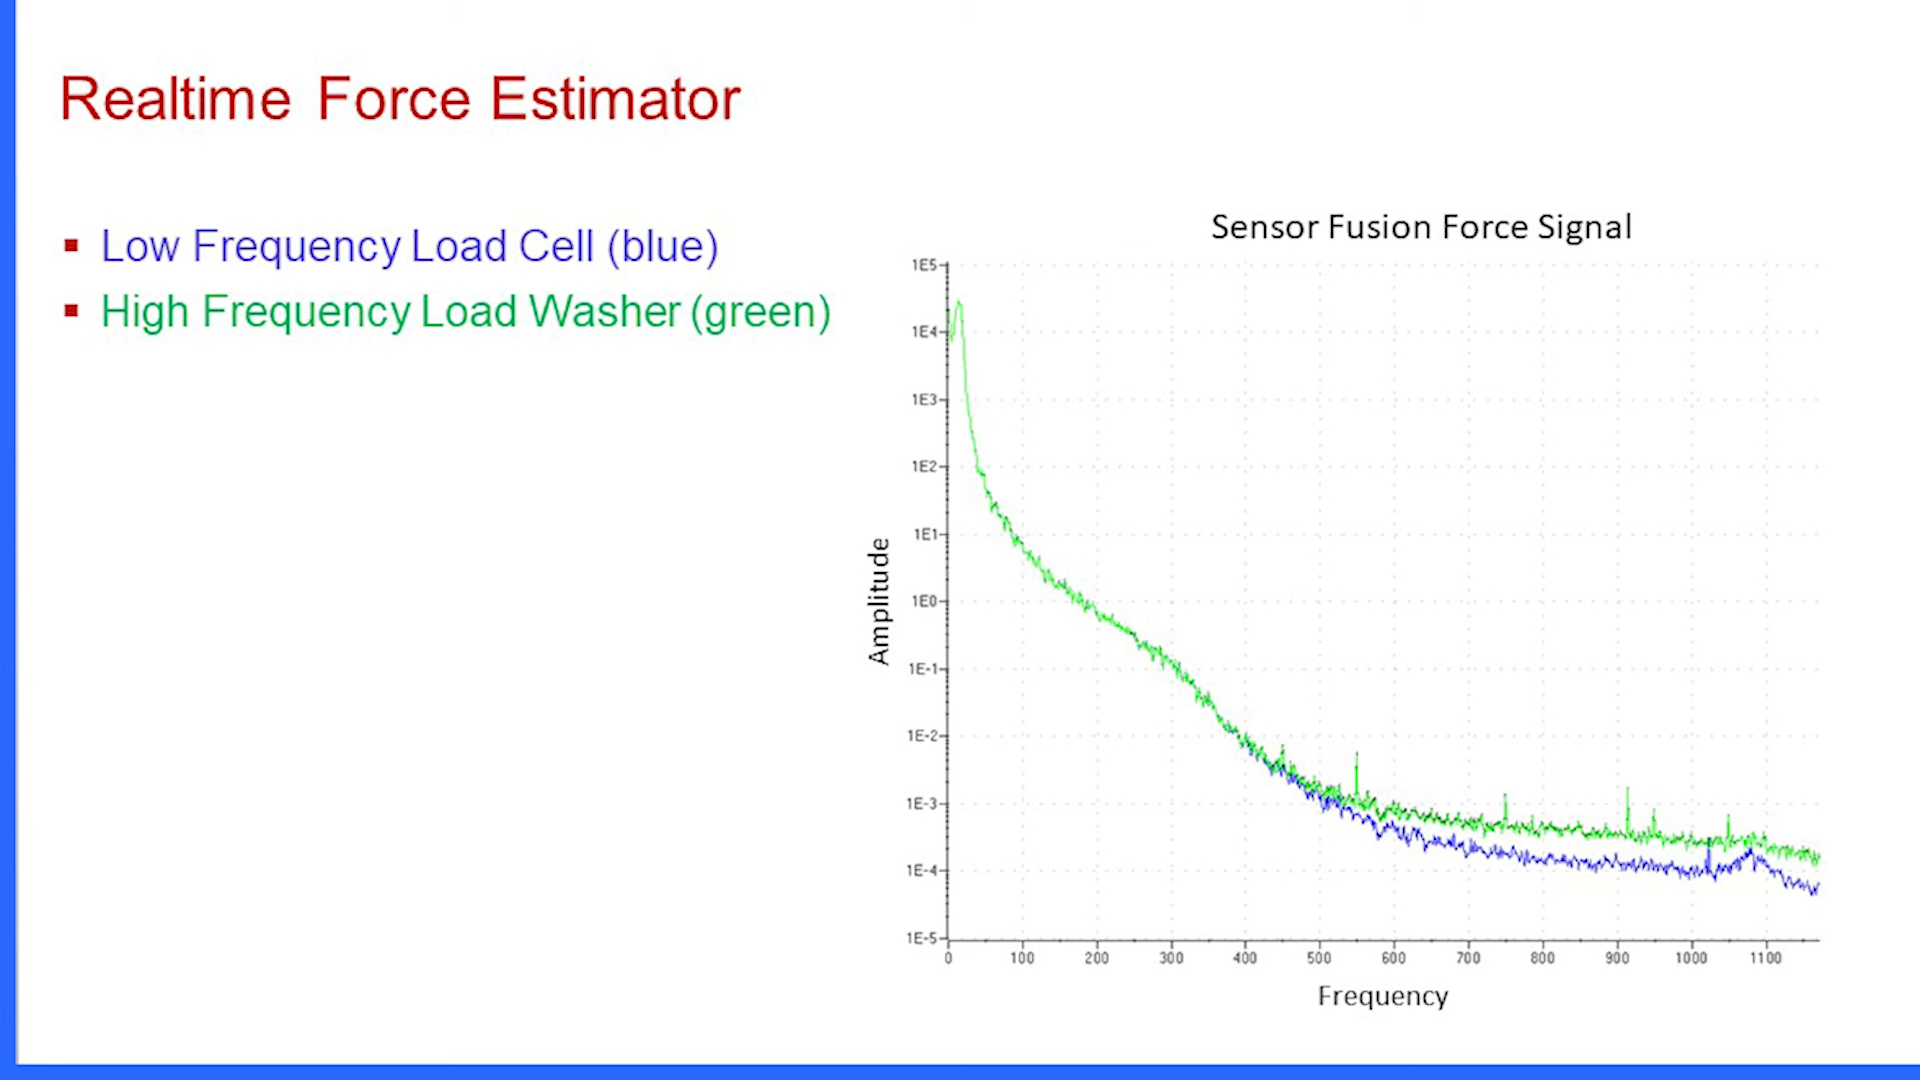 Realtime Force Estimator
▪ Low Frequency Load Cell (blue)
▪ High Frequency Load Washer (green)
Sensor Fusion Force Signal
1E5
1E4
1E3
1E2
1E1
1E0
1E-1
1E-2
1E-3
1E-4
1E-5
Amplitude
0 100 200 300 400 500 600 700 800 900 1000 1100
Frequency